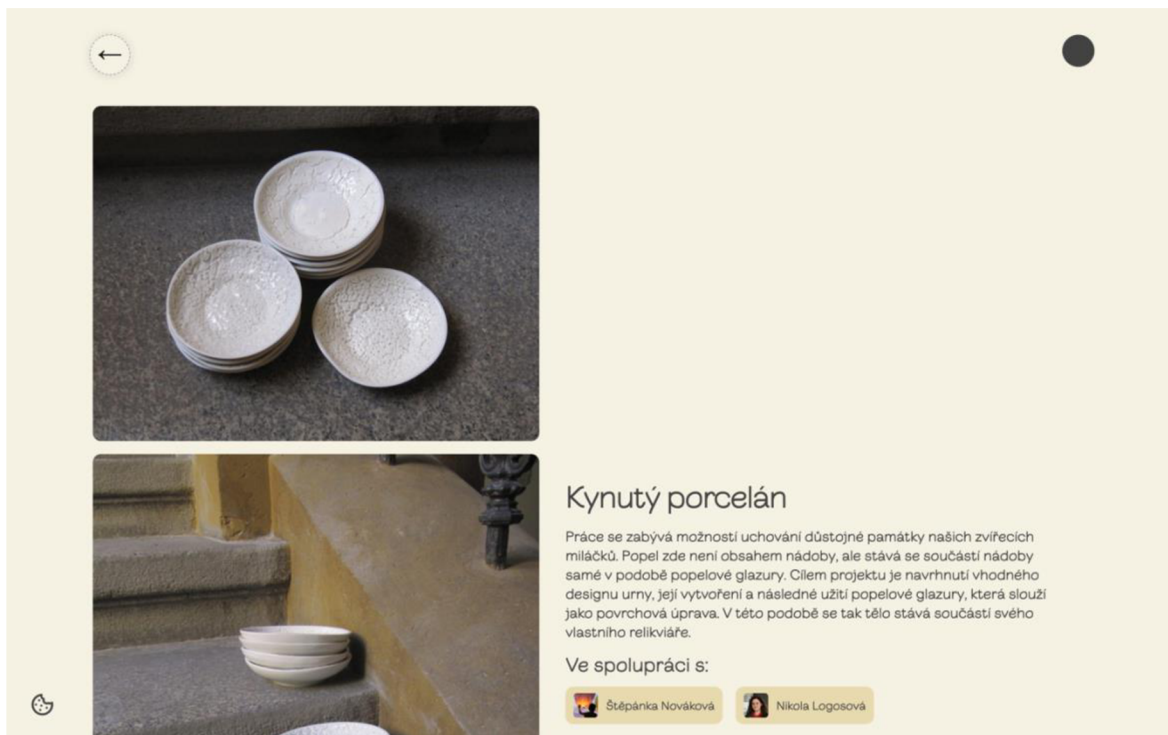 Kynutý porcelán
Práce se zabývá možností uchování důstojné památky našich zvířecích
miláčků. Popel zde není obsahem nádoby, ale stává se součástí nádoby
samé v podobě popelové glazury. Cílem projektu je navrhnutí vhodného
designu urny, její vytvoření a následné užití popelové glazury, která slouží
jako povrchová úprava. V této podobě se tak tělo stává součástí svého
vlastního relikviáře.
Ve spolupráci s:
Štěpánka Nováková
Nikola Logosová